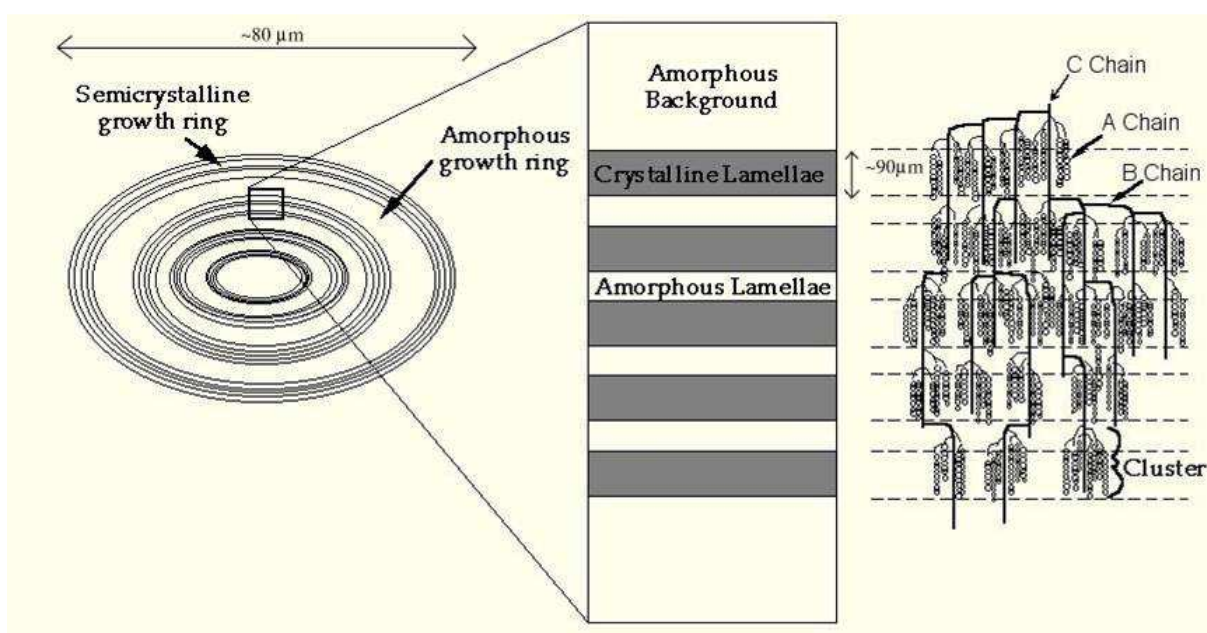 ~80 µm
Semicrystalline
growth ring
Amorphous
growth ring
Amorphous
Background
Crystalline Lamellae
Amorphous Lamellae
~90µm
C Chain
A Chain
B Chain
Cluster